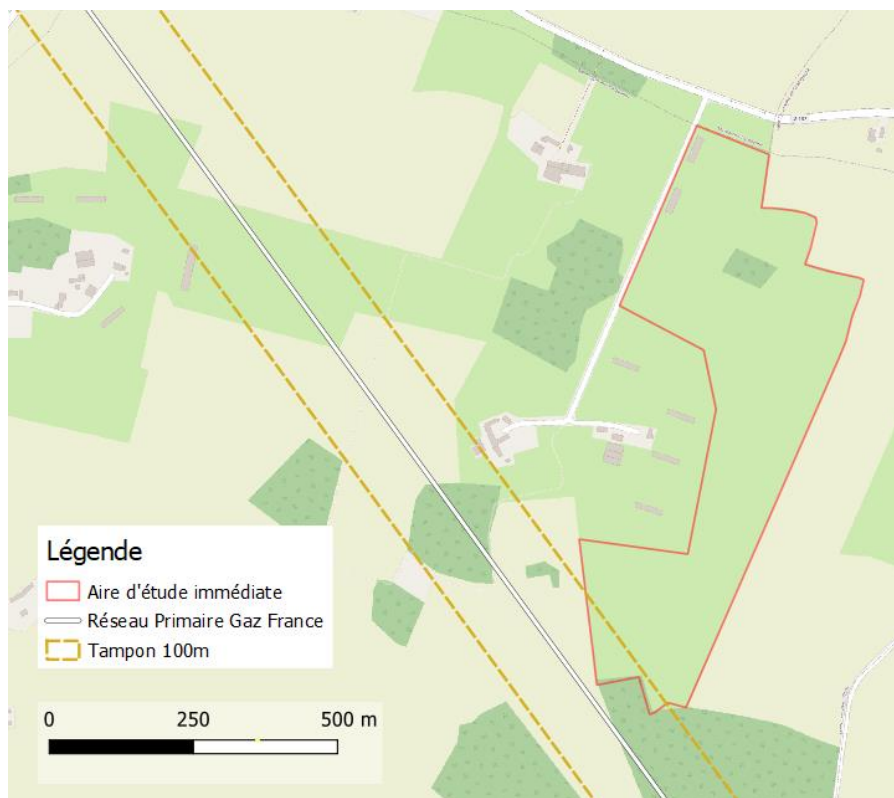 Légende
Aire d'étude immédiate
Réseau Primaire Gaz France
Tampon 100m
0 250 500 m